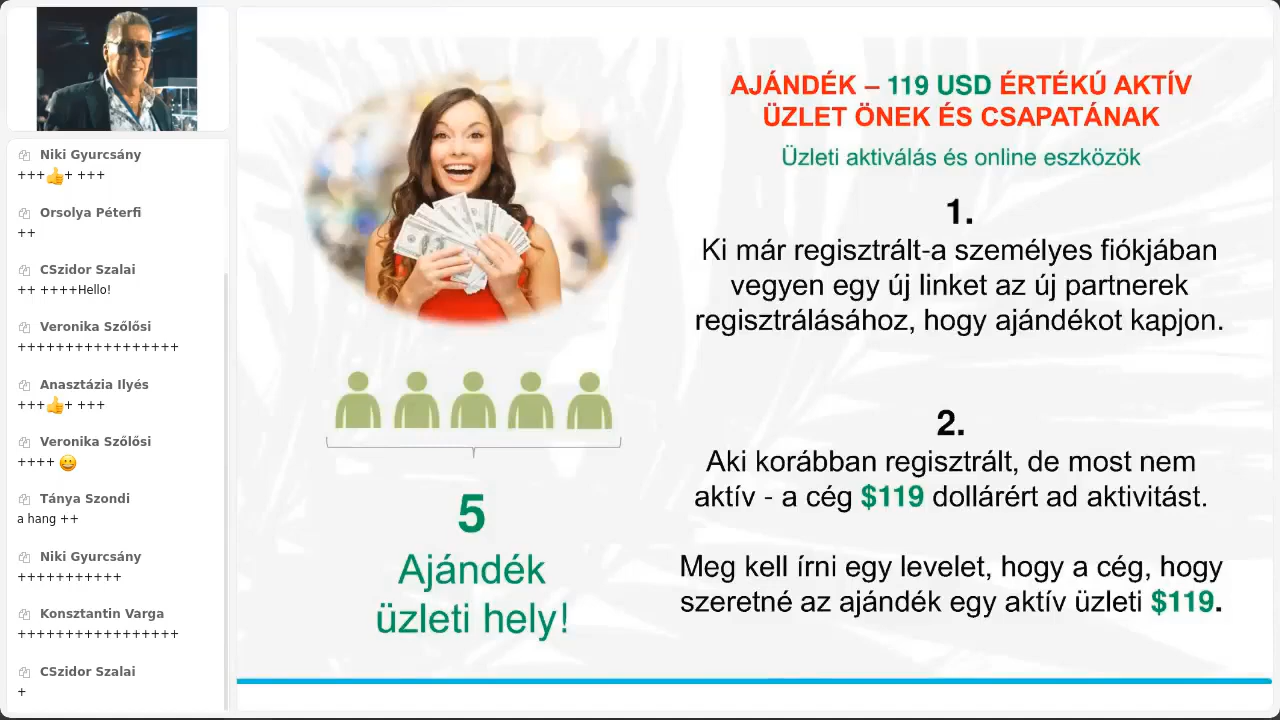 Niki Gyurcsány
+++👍+ +++
Orsolya Péterfi
++
CSzidor Szalai
++ ++++Hello!
Veronika Szőlősi
+++++++++++++++++
Anasztázia Ilyés
+++👍+ +++
Veronika Szőlősi
++++ 😀
Tánya Szondi
a hang ++
Niki Gyurcsány
+++++++++++
Konsztantin Varga
+++++++++++++++++
CSzidor Szalai
+
5
Ajándék
üzleti hely!
AJÁNDÉK – 119 USD ÉRTÉKÚ AKTÍV
ÜZLET ÖNEK ÉS CSAPATÁNAK
Üzleti aktiválás és online eszközök
1.
Ki már regisztrált-a személyes fiókjában
vegyen egy új linket az új partnerek
regisztrálásához, hogy ajándékot kapjon.
2.
Aki korábban regisztrált, de most nem
aktív - a cég $119 dollárért ad aktivitást.
Meg kell írni egy levelet, hogy a cég, hogy
szeretné az ajándék egy aktív üzleti $119.